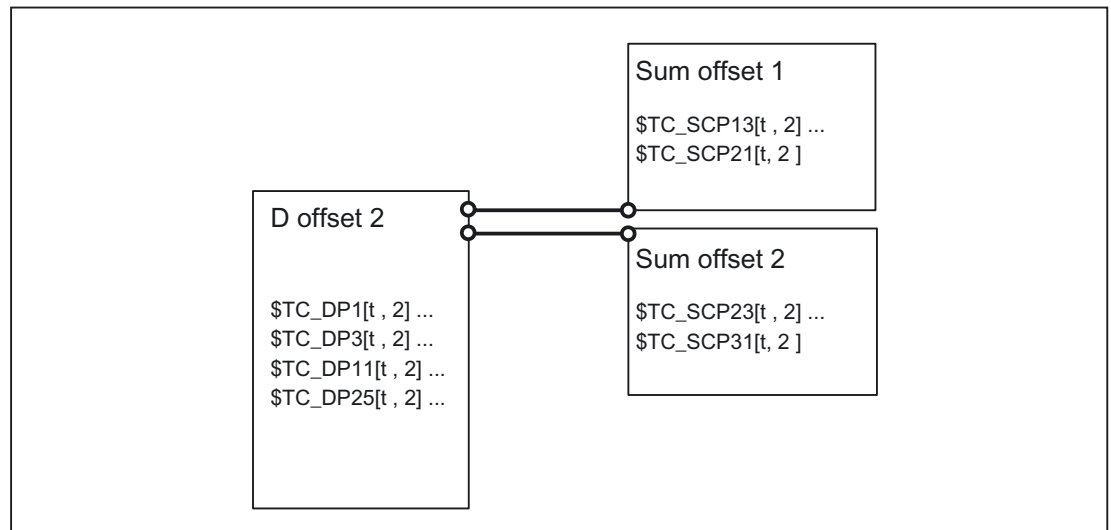 Sum offset 1
$TC_SCP13[t , 2] ...
$TC_SCP21[t, 2 ]
D offset 2
$TC_DP1[t , 2] ...
$TC_DP3[t , 2] ...
$TC_DP11[t , 2] ...
$TC_DP25[t , 2] ...
Sum offset 2
$TC_SCP23[t , 2] ...
$TC_SCP31[t, 2 ]